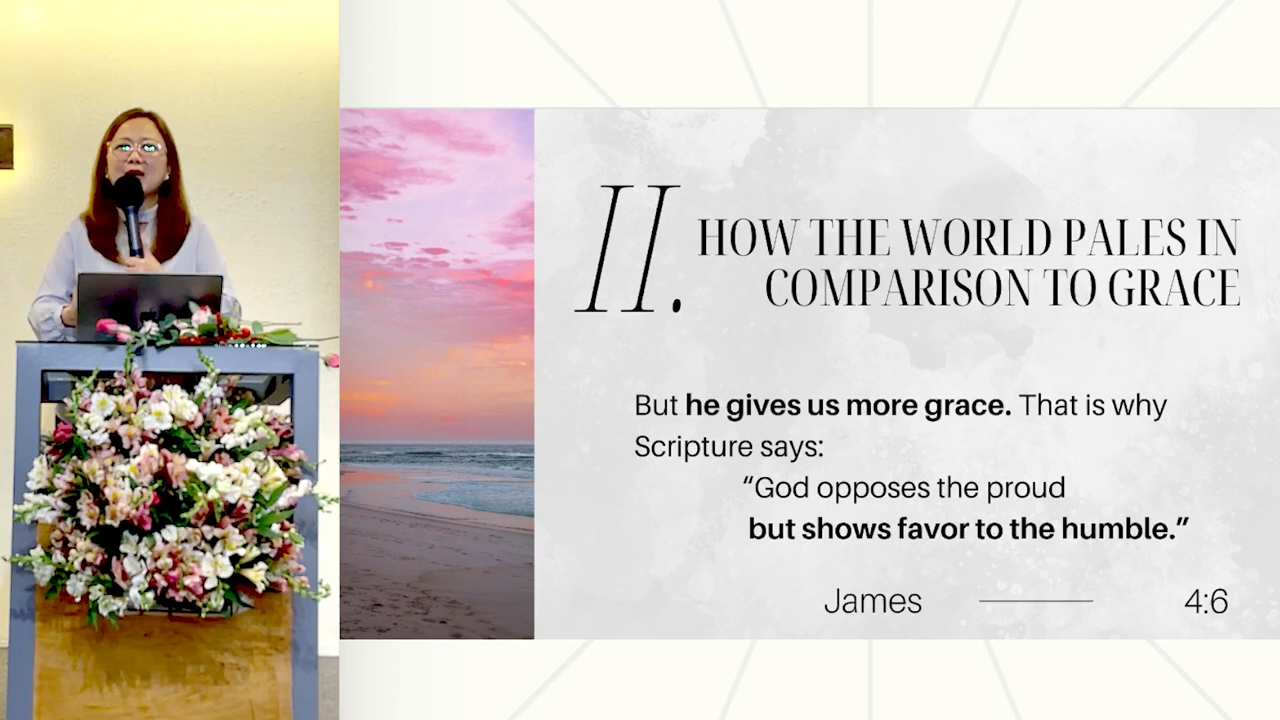 II. HOW THE WORLD PALES IN
COMPARISON TO GRACE
But he gives us more grace. That is why
Scripture says:
“God opposes the proud
but shows favor to the humble.”
James 4:6